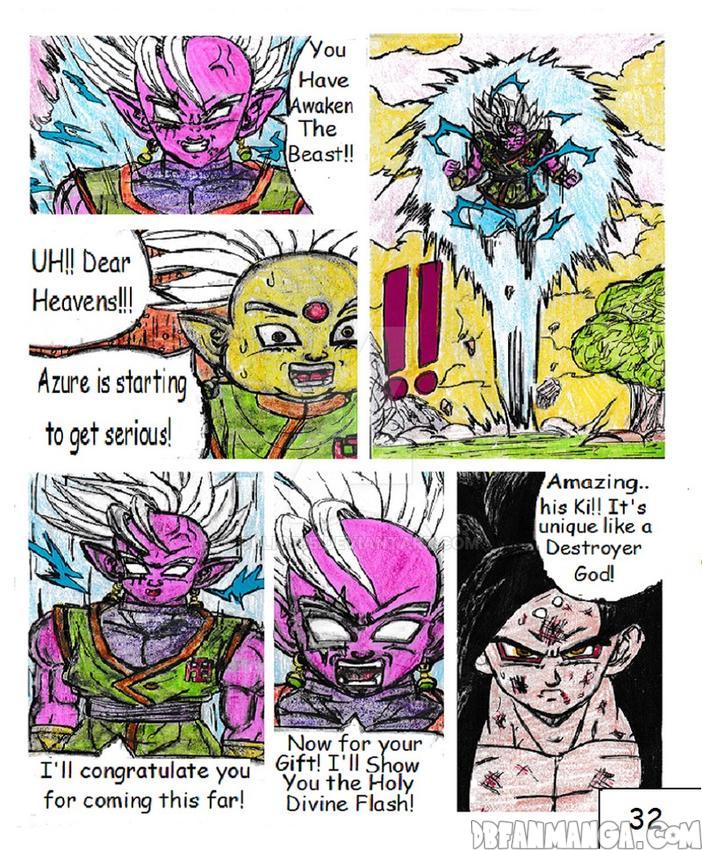 You
Have
Awaken
The
Beast!!
!!
UH!! Dear
Heavens!!!
Azure is starting
to get serious!
I'll congratulate you
for coming this far!
Now for your
Gift! I'll Show
You the Holy
Divine Flash!
Amazing..
his Ki!! It's
unique like a
Destroyer
God!
32
DBFANMANGA.COM